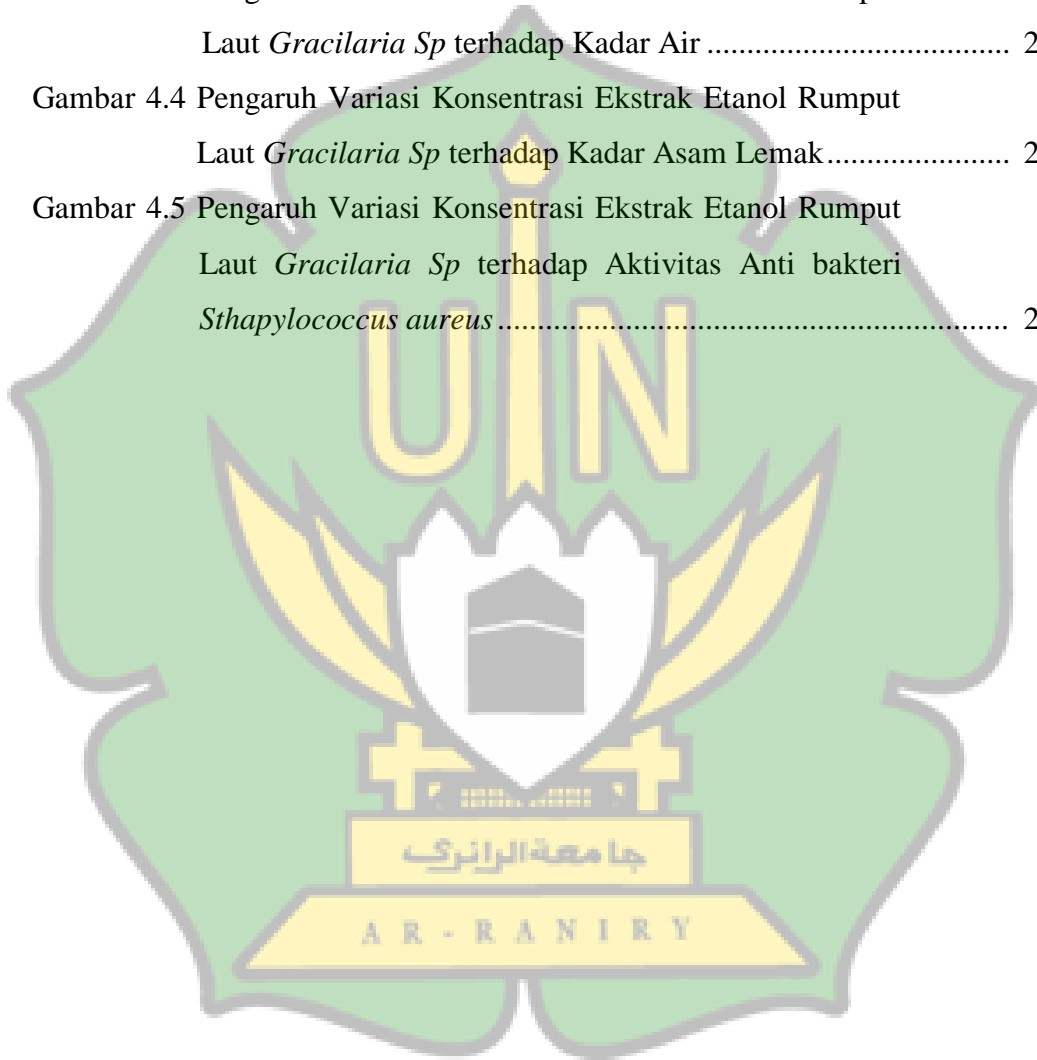 Laut Gracilaria Sp terhadap Kadar Air ...................................... 2
Gambar 4.4 Pengaruh Variasi Konsentrasi Ekstrak Etanol Rumput
Laut Gracilaria Sp terhadap Kadar Asam Lemak ....................... 2
Gambar 4.5 Pengaruh Variasi Konsentrasi Ekstrak Etanol Rumput
Laut Gracilaria Sp terhadap Aktivitas Anti bakteri
Sthapylococcus aureus ................................................................ 2
UIN
جامعة الرانري
AR-RANIRY